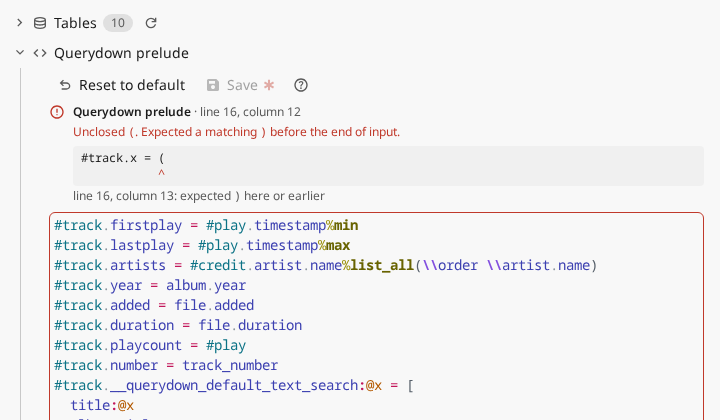 Tables 10
Querydown prelude
Reset to default Save *
Querydown prelude · line 16, column 12
Unclosed (. Expected a matching ) before the end of input.
#track.x = (
^
line 16, column 13: expected ) here or earlier
#track.firstplay = #play.timestamp%min
#track.lastplay = #play.timestamp%max
#track.artists = #credit.artist.name%list_all(\\order \\artist.name)
#track.year = album.year
#track.added = file.added
#track.duration = file.duration
#track.playcount = #play
#track.number = track_number
#track.__querydown_default_text_search:@x = [
title:@x